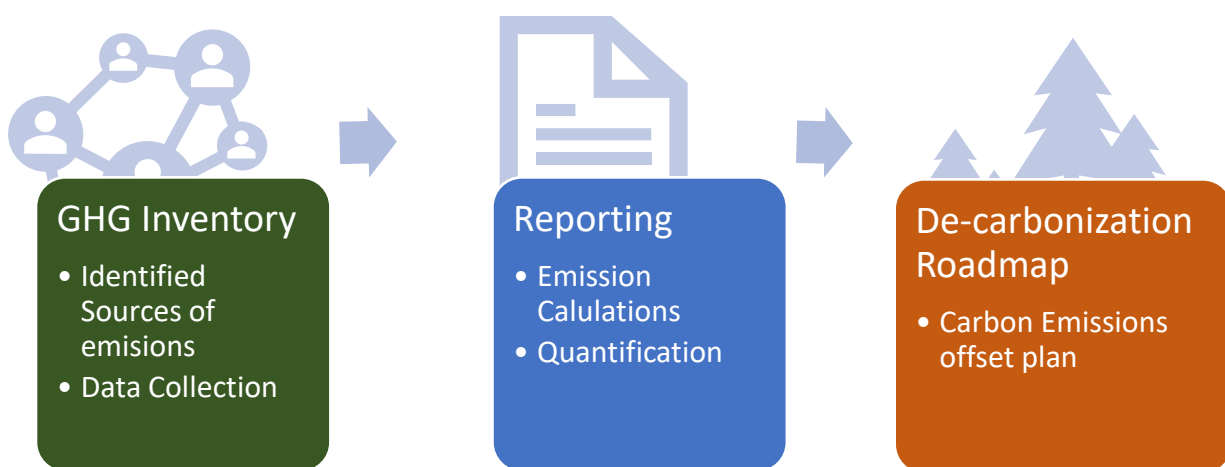 GHG Inventory
• Identified
Sources of
emisions
• Data Collection
Reporting
• Emission
Calulations
• Quantification
De-carbonization
Roadmap
• Carbon Emissions
offset plan